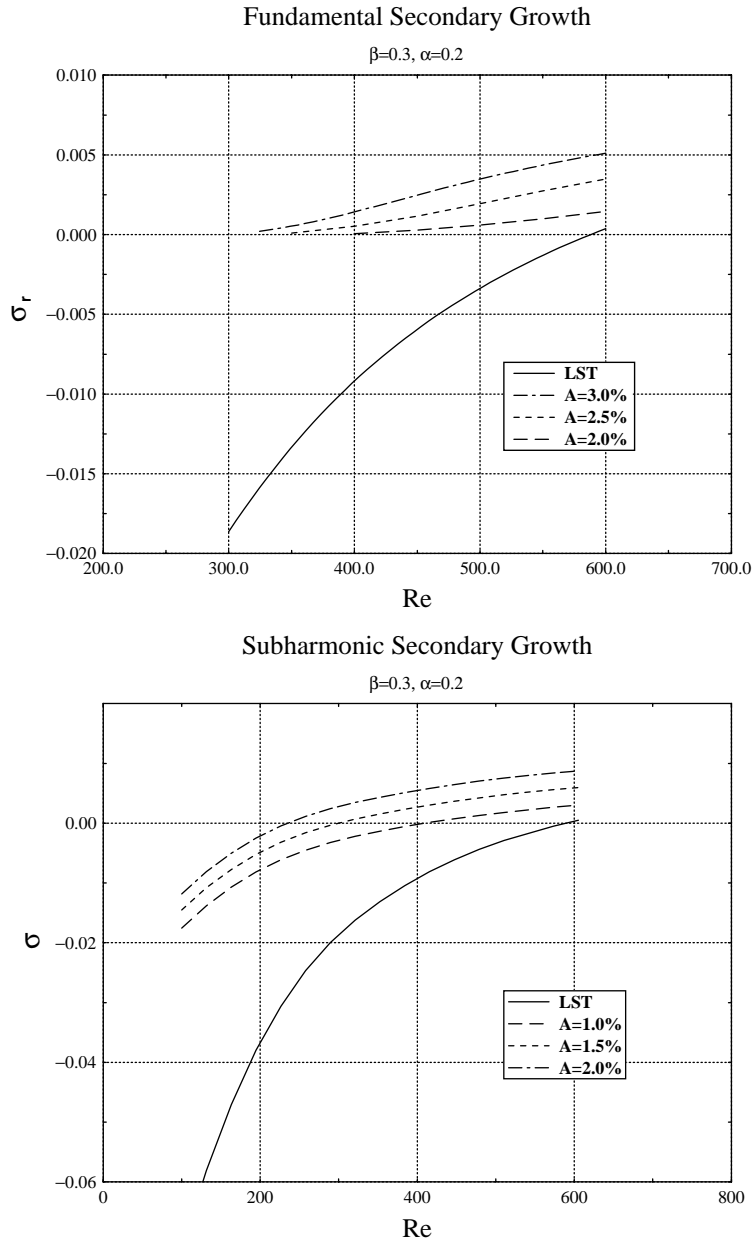 Fundamental Secondary Growth
β=0.3, α=0.2
0.010
0.005
0.000
−0.005
−0.010
−0.015
−0.020
σr
LST
A=3.0%
A=2.5%
A=2.0%
200.0 300.0 400.0 500.0 600.0 700.0
Re
Subharmonic Secondary Growth
β=0.3, α=0.2
0.00
−0.02
−0.04
−0.06
σ
LST
A=1.0%
A=1.5%
A=2.0%
0 200 400 600 800
Re